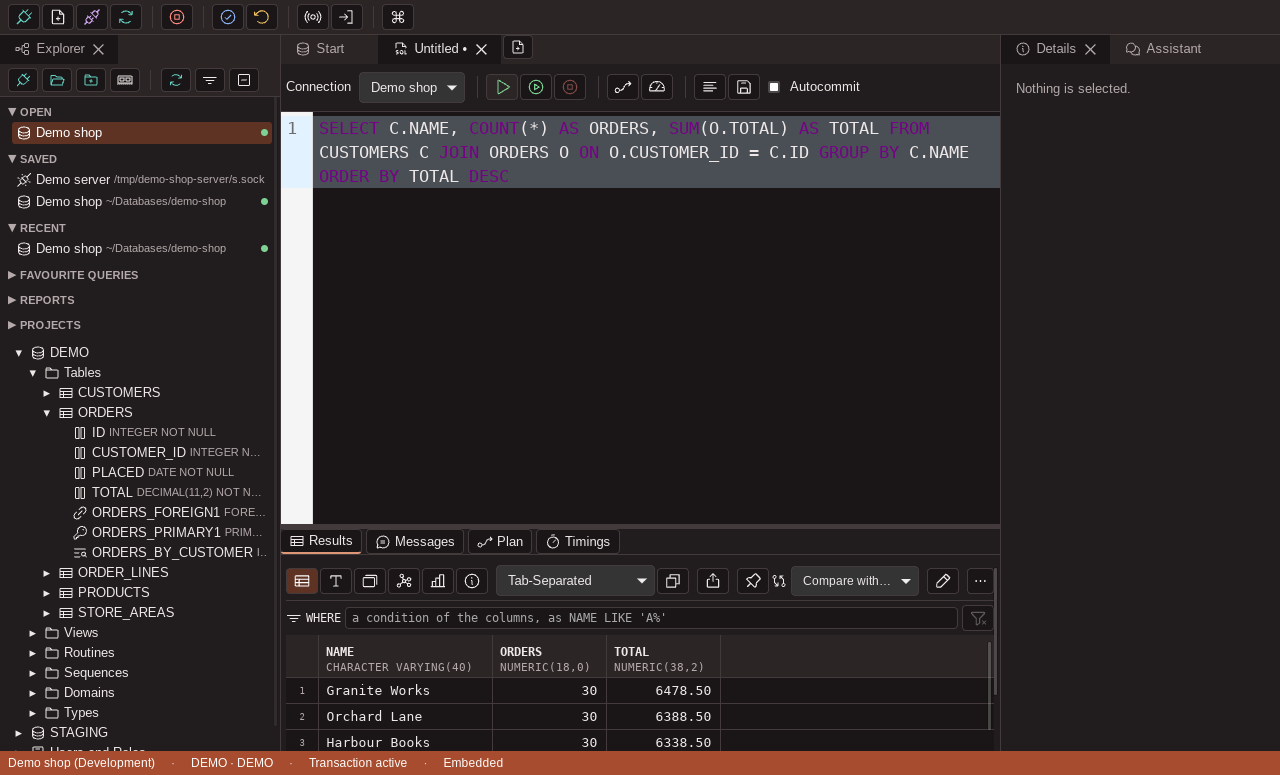 Explorer
Start
Untitled •
Details
Assistant
Connection
Demo shop
Autocommit
Nothing is selected.
OPEN
Demo shop
SAVED
Demo server /tmp/demo-shop-server/s.sock
Demo shop ~/Databases/demo-shop
RECENT
Demo shop ~/Databases/demo-shop
FAVOURITE QUERIES
REPORTS
PROJECTS
DEMO
Tables
CUSTOMERS
ORDERS
ID INTEGER NOT NULL
CUSTOMER_ID INTEGER N…
PLACED DATE NOT NULL
TOTAL DECIMAL(11,2) NOT N…
ORDERS_FOREIGN1 FORE…
ORDERS_PRIMARY1 PRIM…
ORDERS_BY_CUSTOMER I…
ORDER_LINES
PRODUCTS
STORE_AREAS
Views
Routines
Sequences
Domains
Types
STAGING
Users and Roles
1 SELECT C.NAME, COUNT(*) AS ORDERS, SUM(O.TOTAL) AS TOTAL FROM
CUSTOMERS C JOIN ORDERS O ON O.CUSTOMER_ID = C.ID GROUP BY C.NAME
ORDER BY TOTAL DESC
Results
Messages
Plan
Timings
Tab-Separated
Compare with…
WHERE a condition of the columns, as NAME LIKE 'A%'
NAME ORDERS TOTAL
CHARACTER VARYING(40) NUMERIC(18,0) NUMERIC(38,2)
1 Granite Works 30 6478.50
2 Orchard Lane 30 6388.50
3 Harbour Books 30 6338.50
Demo shop (Development) · DEMO · DEMO · Transaction active · Embedded